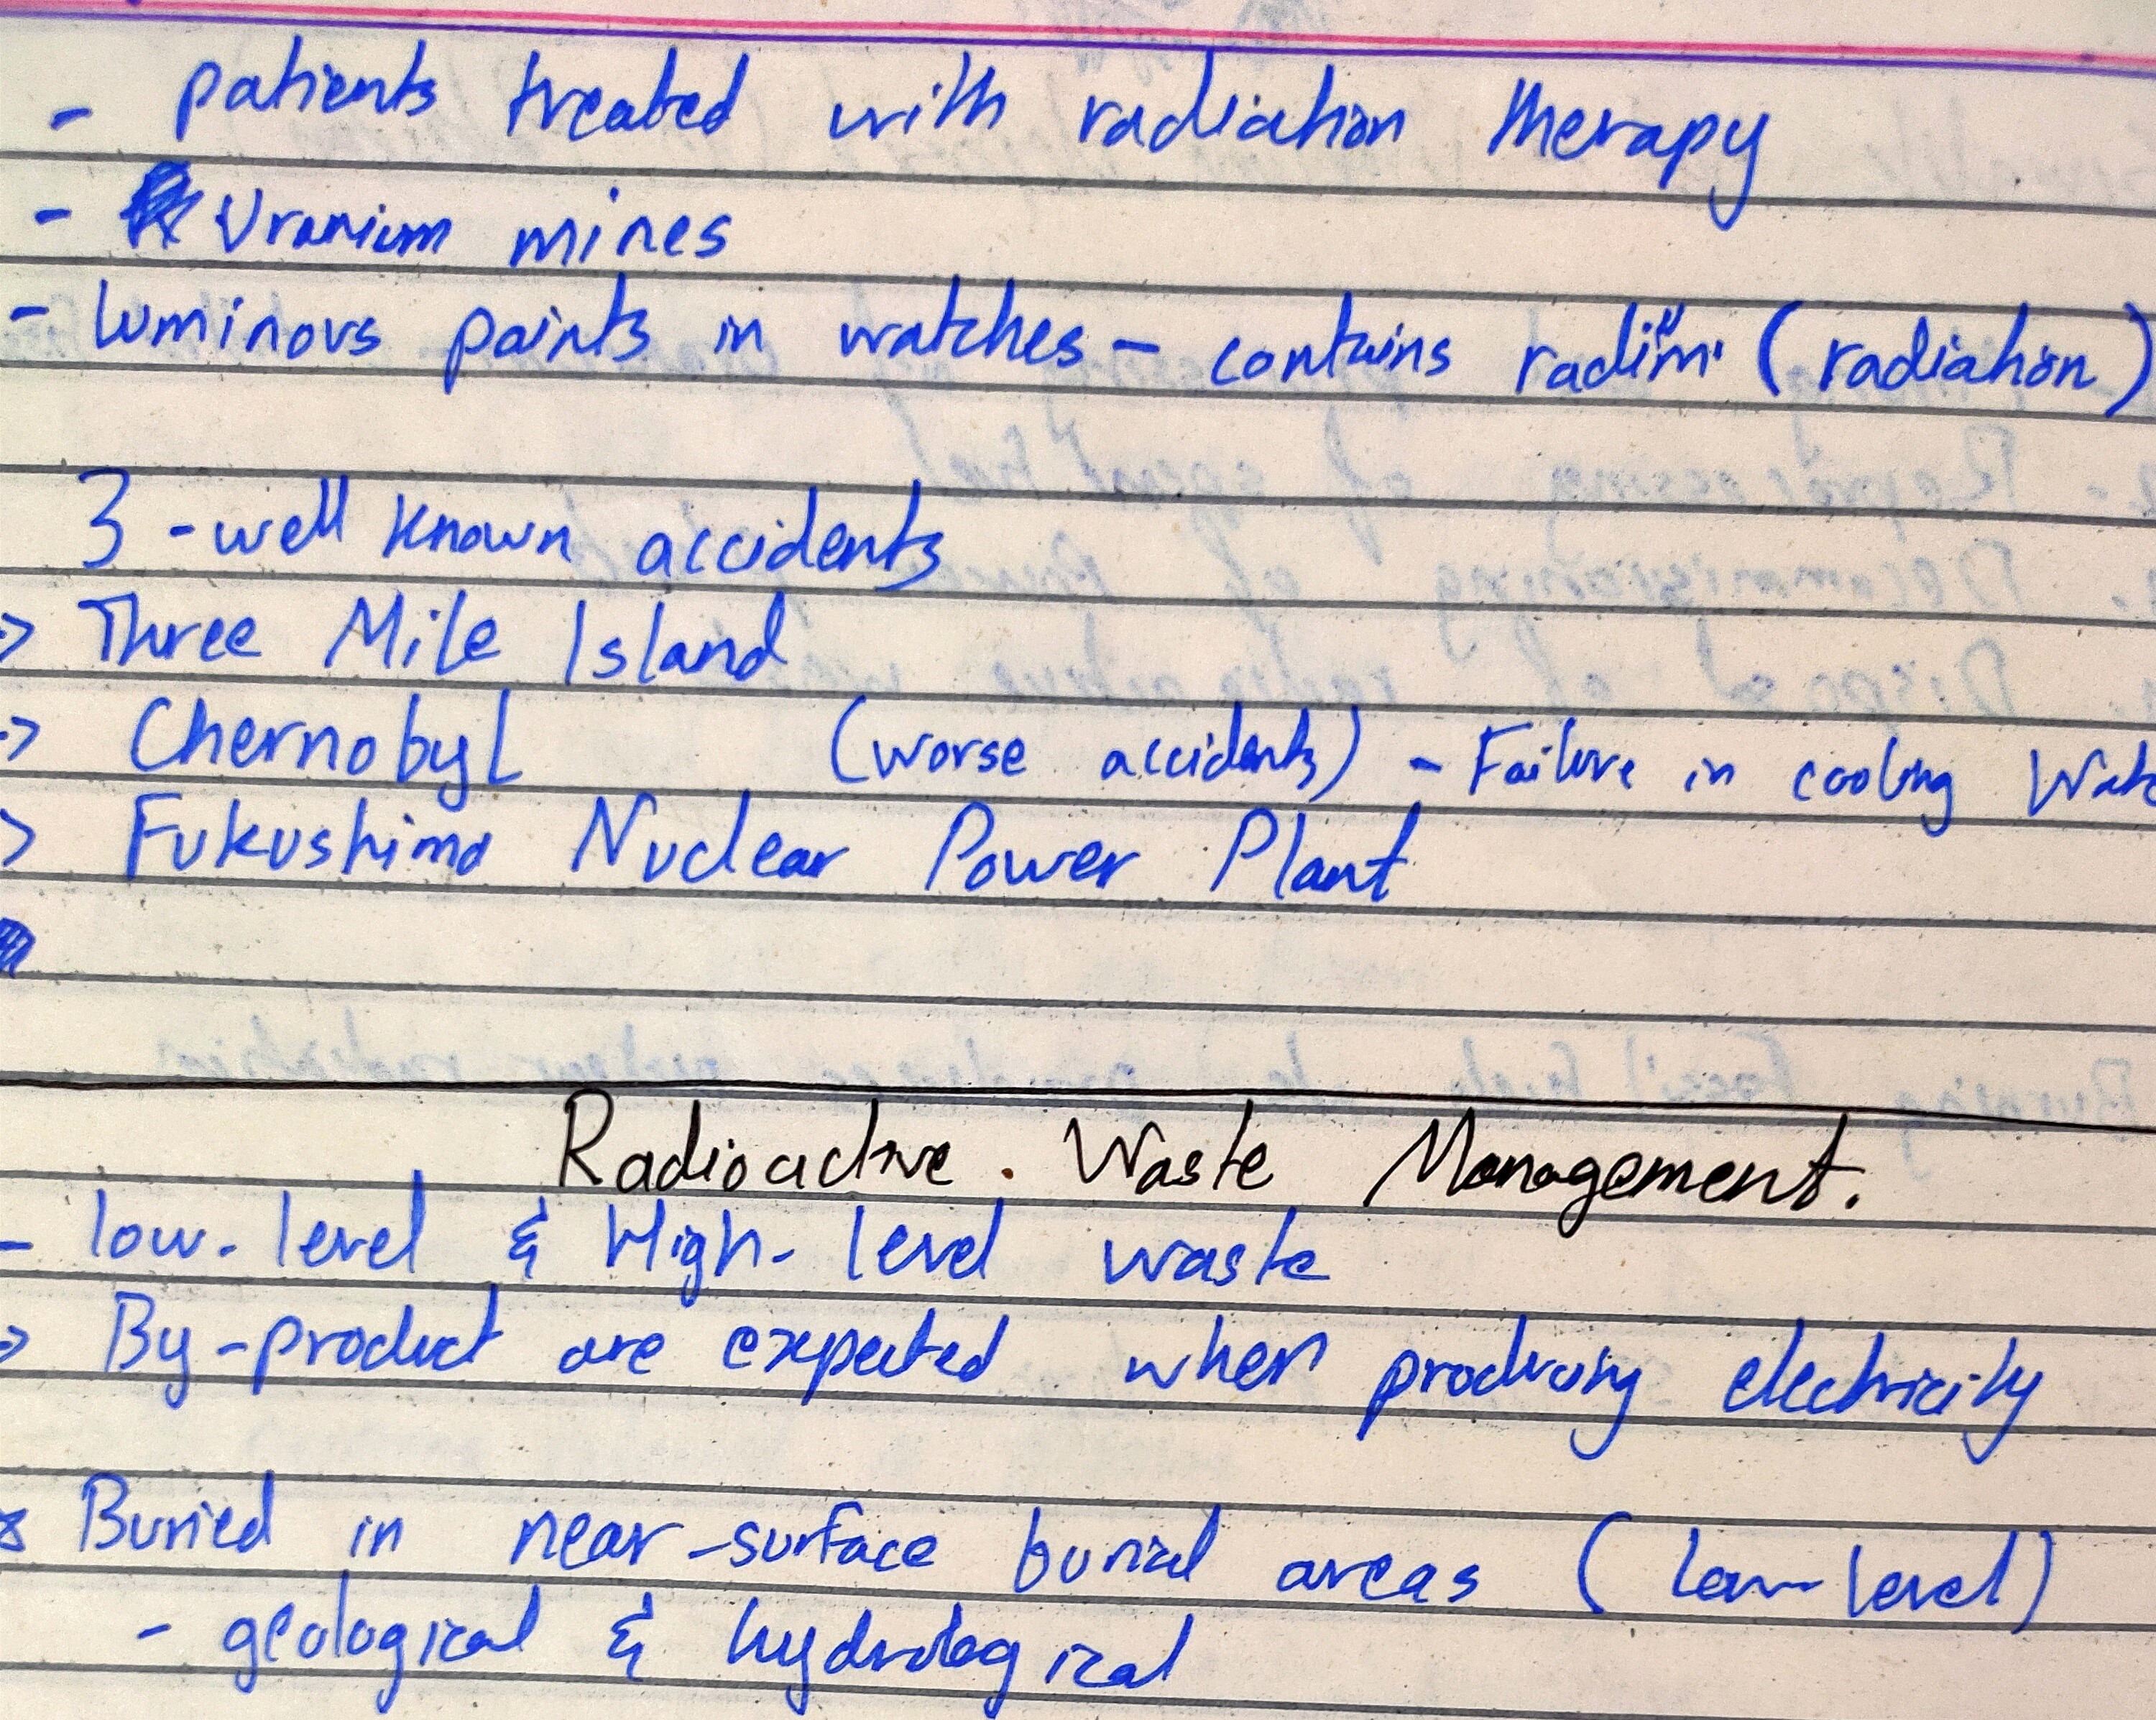 - patients treated with radiation therapy
- Uranium mines
- luminous paints in watches - contains radium (radiation)
3 - well known accidents
-> Three Mile Island
-> Chernobyl (worse accidents) - Failure in cooling
> Fukushima Nuclear Power Plant
Radioactive. Waste Management.
- low-level & High-level waste
-> By-product are expected when producing electricity
* Buried in near-surface burial areas (low-level)
- geological & hydrological